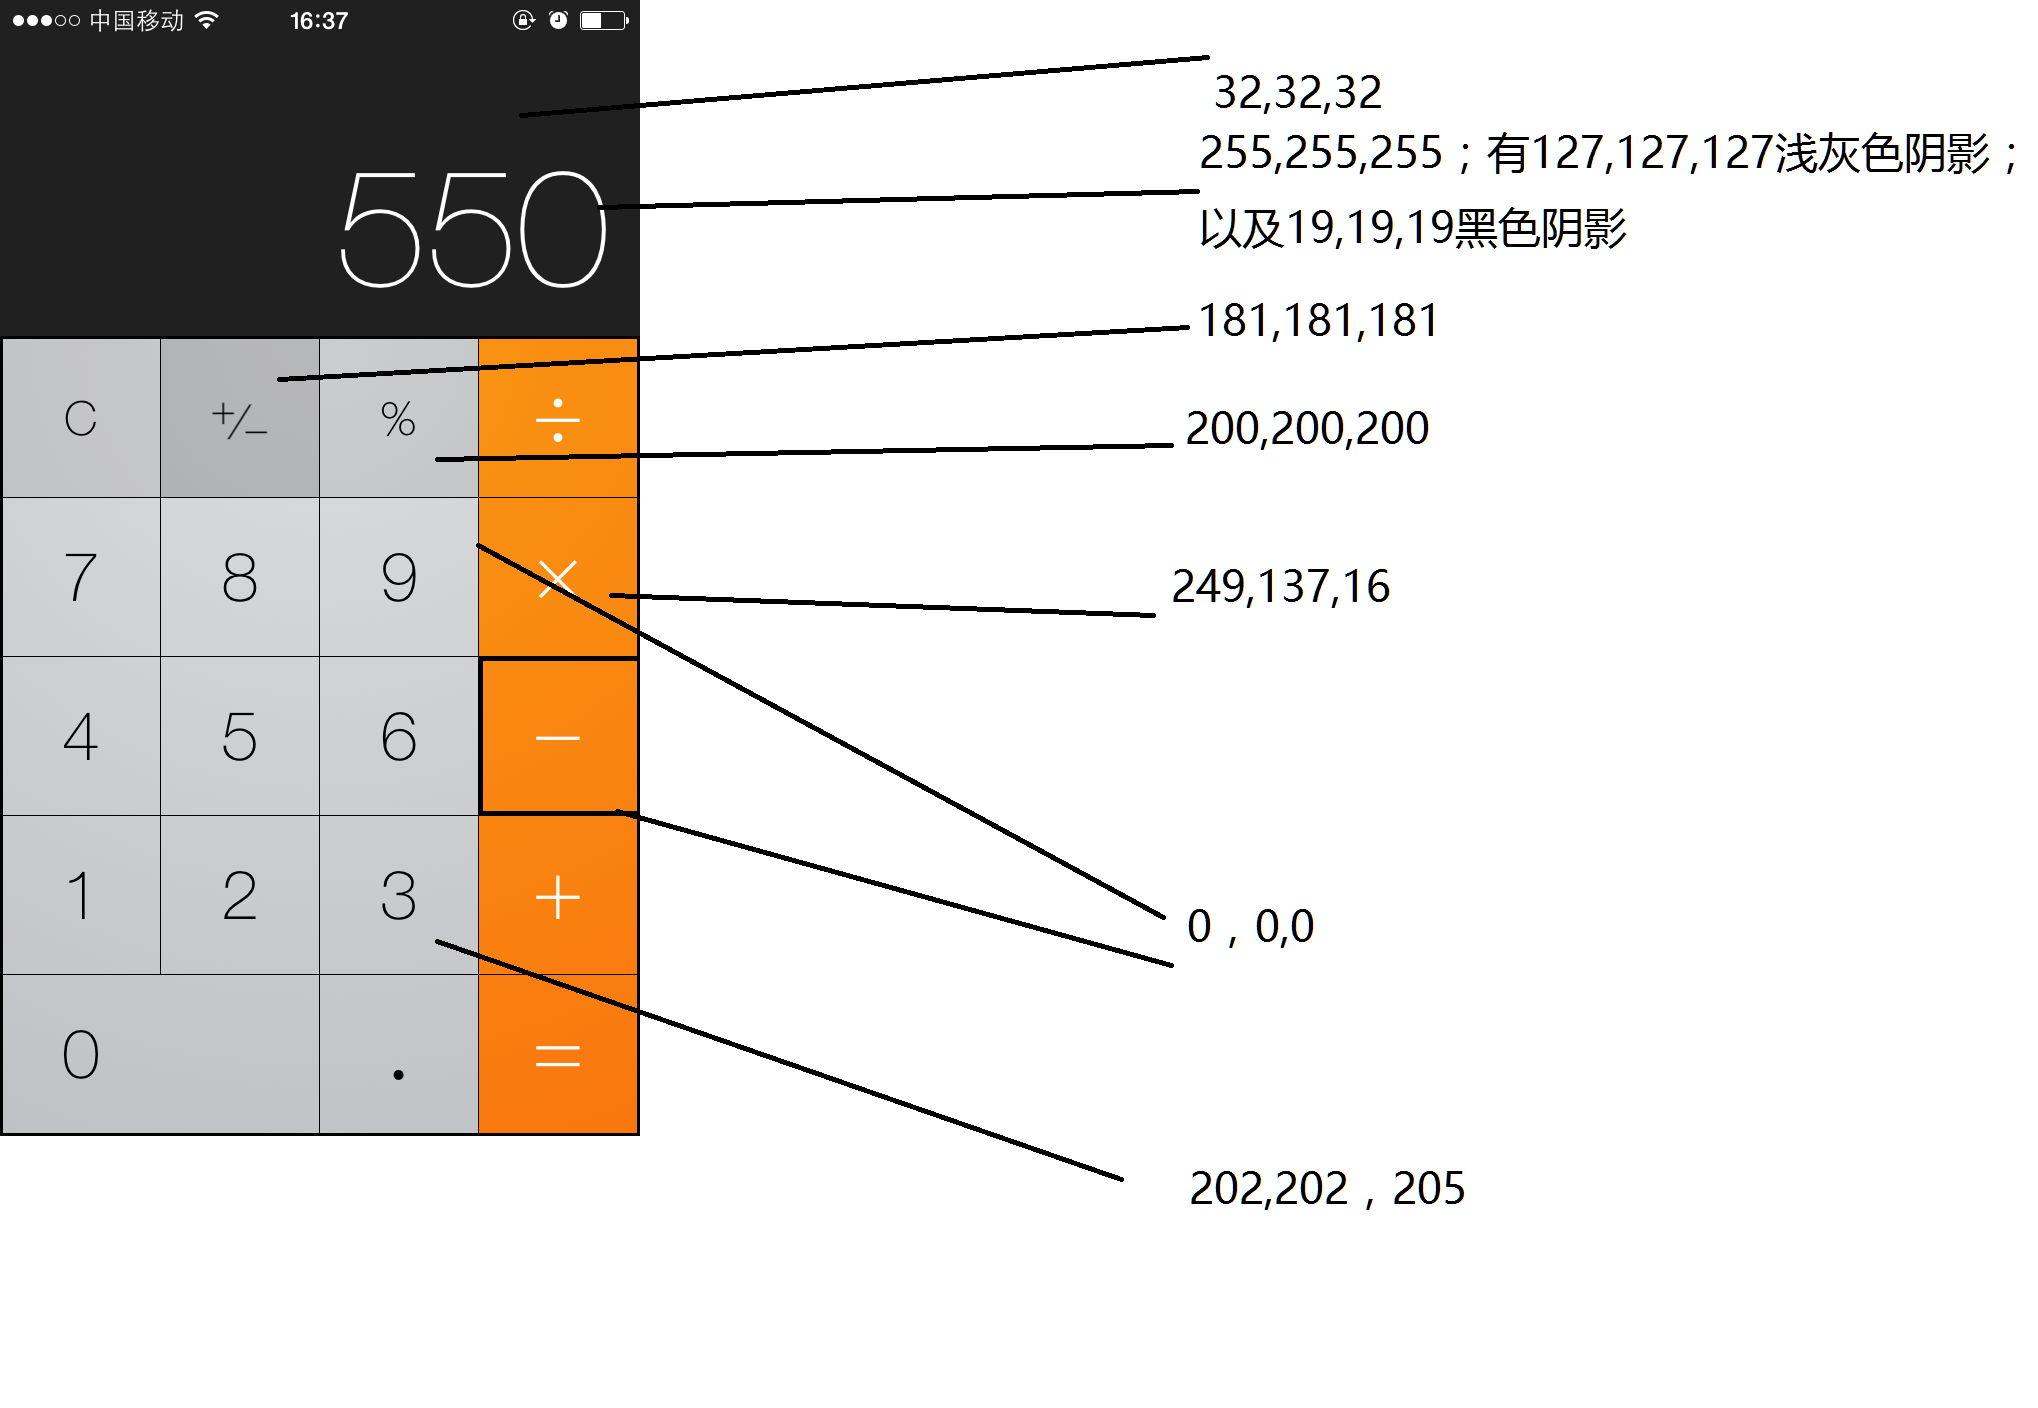 中国移动 16:37
32,32,32
255,255,255；有127,127,127浅灰色阴影；
以及19,19,19黑色阴影
550
181,181,181
C +/− % ÷
200,200,200
7 8 9 ×
249,137,16
4 5 6 −
1 2 3 +
0，0,0
0 . =
202,202，205